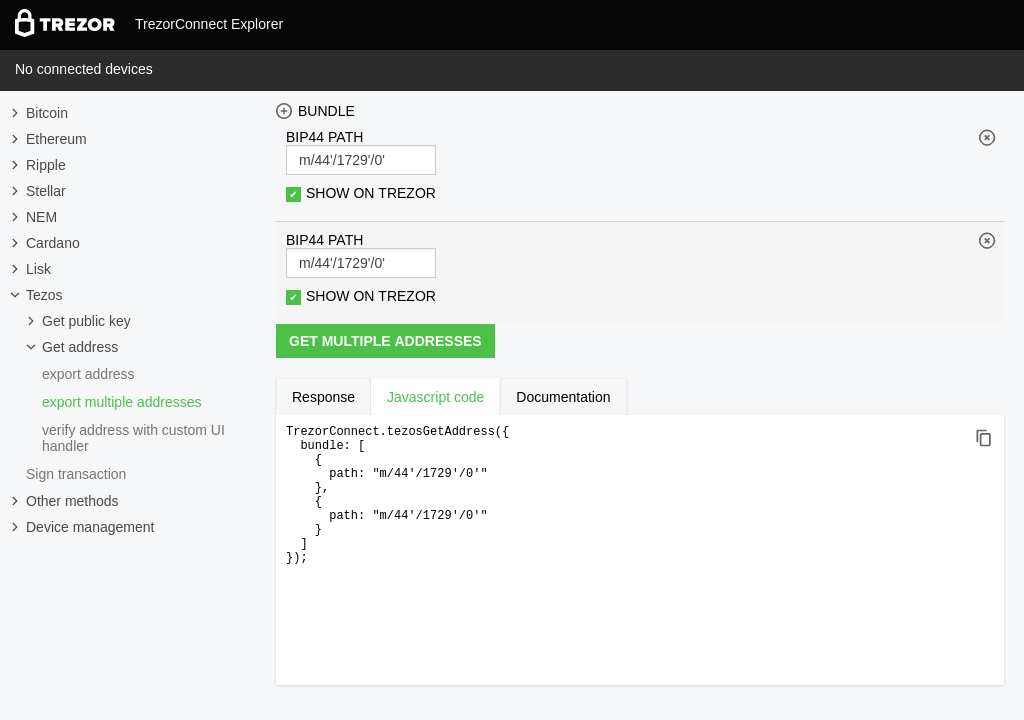 TREZOR TrezorConnect Explorer
No connected devices
Bitcoin
Ethereum
Ripple
Stellar
NEM
Cardano
Lisk
Tezos
Get public key
Get address
export address
export multiple addresses
verify address with custom UI
handler
Sign transaction
Other methods
Device management
BUNDLE
BIP44 PATH
m/44'/1729'/0'
SHOW ON TREZOR
BIP44 PATH
m/44'/1729'/0'
SHOW ON TREZOR
GET MULTIPLE ADDRESSES
Response Javascript code Documentation
TrezorConnect.tezosGetAddress({
  bundle: [
    {
      path: "m/44'/1729'/0'"
    },
    {
      path: "m/44'/1729'/0'"
    }
  ]
});